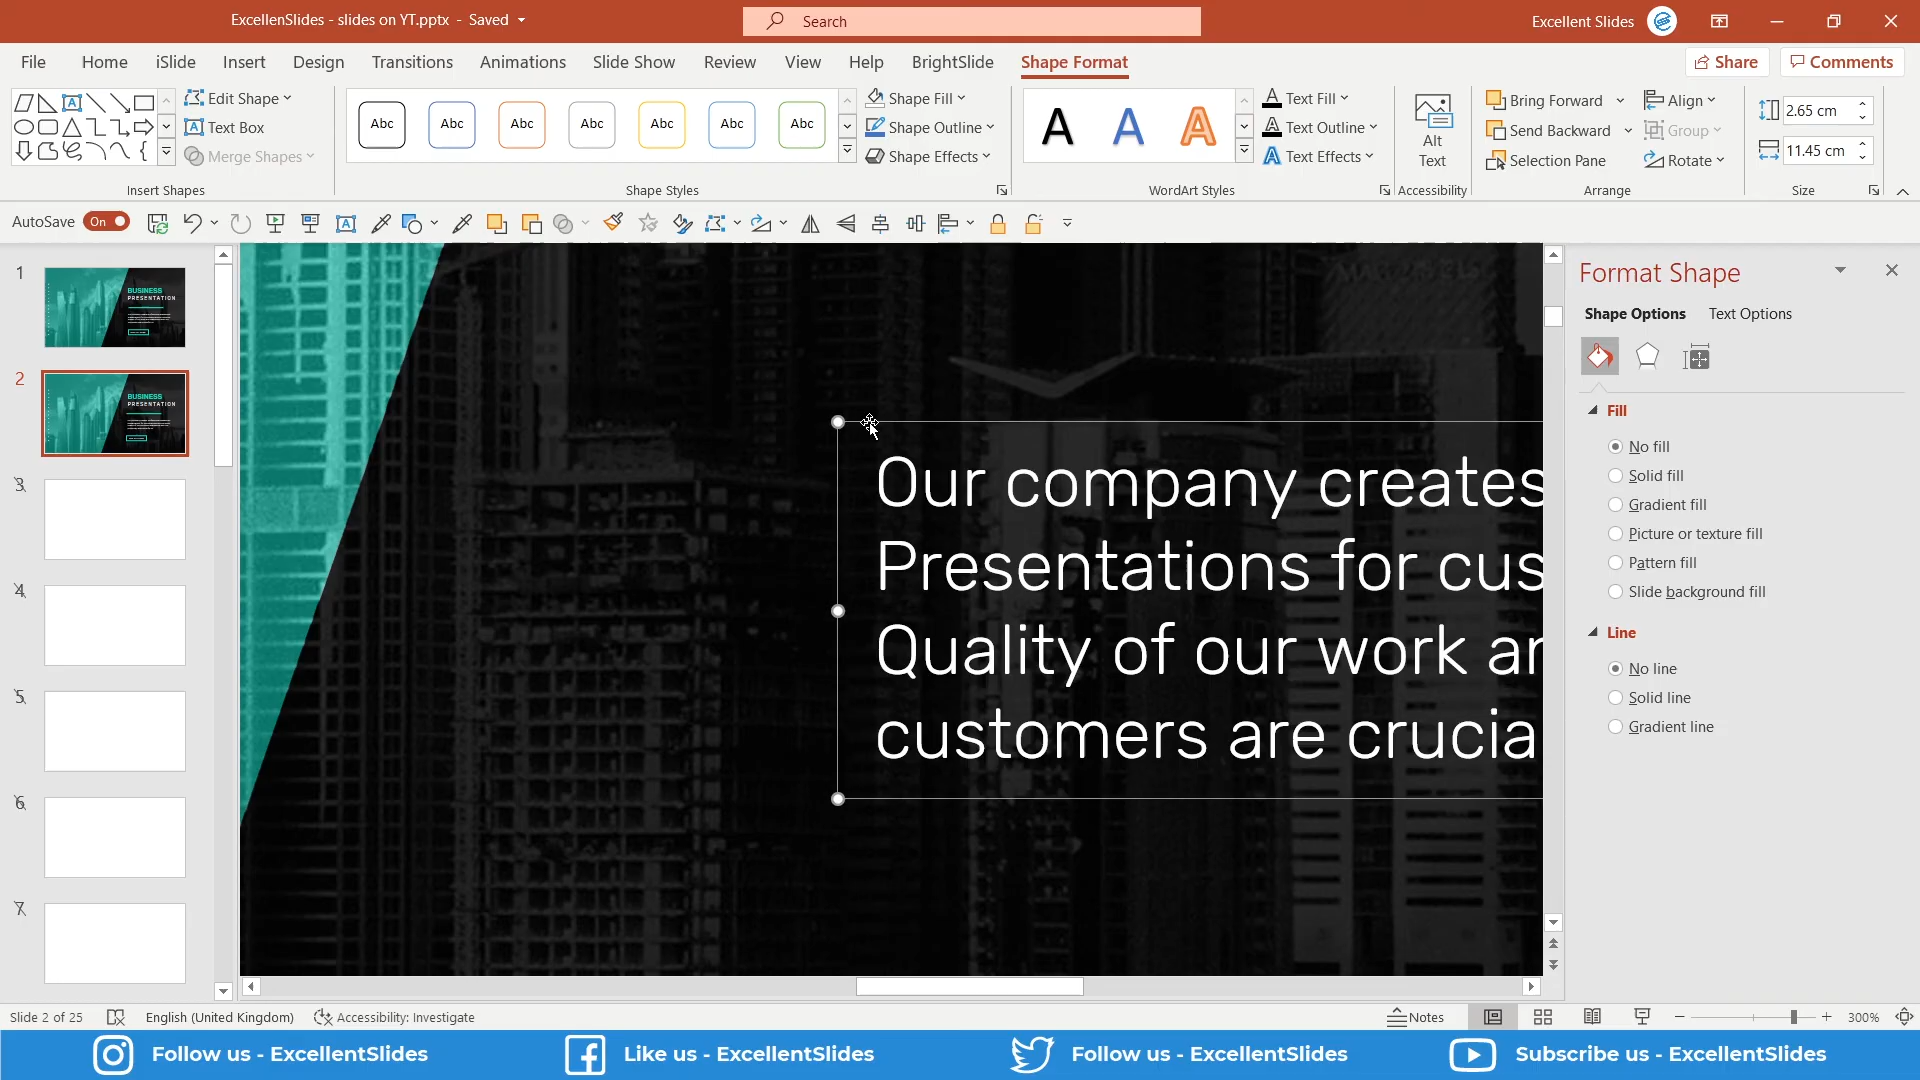 ExcellenSlides - slides on YT.pptx - Saved
Search
Excellent Slides
File Home iSlide Insert Design Transitions Animations Slide Show Review View Help BrightSlide Shape Format
Share Comments
Edit Shape
Text Box
Merge Shapes
Insert Shapes
Abc Abc Abc Abc Abc Abc Abc
Shape Fill
Shape Outline
Shape Effects
Shape Styles
A A A
Text Fill
Text Outline
Text Effects
WordArt Styles
Alt
Text
Accessibility
Bring Forward
Send Backward
Selection Pane
Align
Group
Rotate
Arrange
2.65 cm
11.45 cm
Size
AutoSave On
1
BUSINESS
PRESENTATION
2
BUSINESS
PRESENTATION
3
4
5
6
7
Our company creates
Presentations for cus
Quality of our work ar
customers are crucia
Format Shape
Shape Options Text Options
Fill
No fill
Solid fill
Gradient fill
Picture or texture fill
Pattern fill
Slide background fill
Line
No line
Solid line
Gradient line
Slide 2 of 25 English (United Kingdom) Accessibility: Investigate
Notes 300%
Follow us - ExcellentSlides
Like us - ExcellentSlides
Follow us - ExcellentSlides
Subscribe us - ExcellentSlides